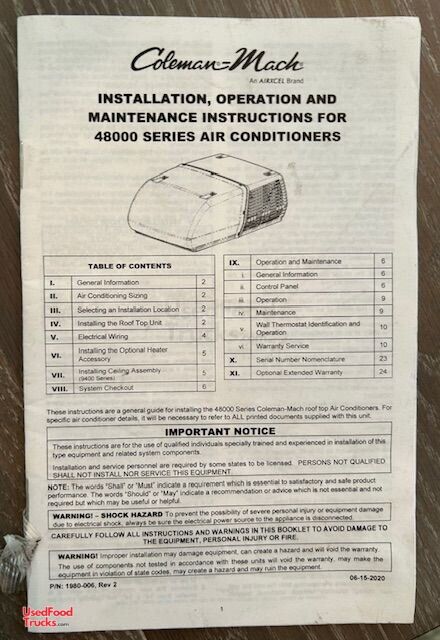 Coleman-Mach
An AIRXCEL Brand
INSTALLATION, OPERATION AND
MAINTENANCE INSTRUCTIONS FOR
48000 SERIES AIR CONDITIONERS
TABLE OF CONTENTS
I. General Information 2
II. Air Conditioning Sizing 2
III. Selecting an Installation Location 2
IV. Installing the Roof Top Unit 2
V. Electrical Wiring 4
VI. Installing the Optional Heater
Accessory 5
VII. Installing Ceiling Assembly
(9400 Series) 5
VIII. System Checkout 6
IX. Operation and Maintenance 6
i. General Information 6
ii. Control Panel 6
iii. Operation 9
iv. Maintenance 9
v. Wall Thermostat Identification and
Operation 10
vi. Warranty Service 10
X. Serial Number Nomenclature 23
XI. Optional Extended Warranty 24
These instructions are a general guide for installing the 48000 Series Coleman-Mach roof top Air Conditioners. For
specific air conditioner details, it will be necessary to refer to ALL printed documents supplied with this unit.
IMPORTANT NOTICE
These instructions are for the use of qualified individuals specially trained and experienced in installation of this
type equipment and related system components.
Installation and service personnel are required by some states to be licensed. PERSONS NOT QUALIFIED
SHALL NOT INSTALL NOR SERVICE THIS EQUIPMENT.
NOTE: The words "Shall" or "Must" indicate a requirement which is essential to satisfactory and safe product
performance. The words "Should" or "May" indicate a recommendation or advice which is not essential and not
required but which may be useful or helpful.
WARNING! – SHOCK HAZARD To prevent the possibility of severe personal injury or equipment damage
due to electrical shock, always be sure the electrical power source to the appliance is disconnected.
CAREFULLY FOLLOW ALL INSTRUCTIONS AND WARNINGS IN THIS BOOKLET TO AVOID DAMAGE TO
THE EQUIPMENT, PERSONAL INJURY OR FIRE.
WARNING! Improper installation may damage equipment, can create a hazard and will void the warranty.
The use of components not tested in accordance with these units will void the warranty, may make the
equipment in violation of state codes, may create a hazard and may ruin the equipment.
P/N: 1980-006, Rev 2 06-15-2020
1
UsedFood
Trucks.com